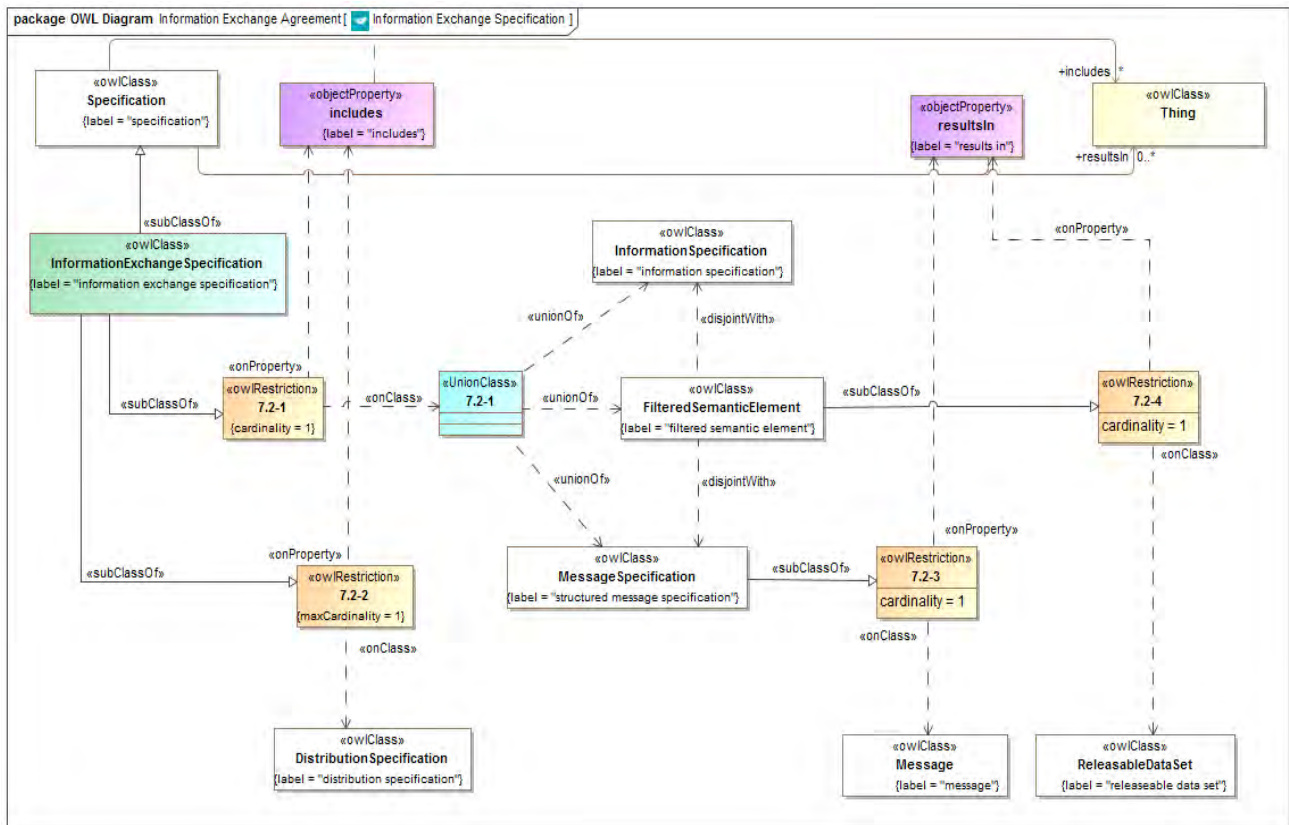 package OWL Diagram Information Exchange Agreement [ Information Exchange Specification ]
«owlClass»
Specification
{label = "specification"}
«objectProperty»
includes
{label = "includes"}
«objectProperty»
resultsIn
{label = "results in"}
+includes *
«owlClass»
Thing
+resultsIn 0..*
«subClassOf»
«owlClass»
InformationExchangeSpecification
{label = "information exchange specification"}
«owlClass»
InformationSpecification
{label = "information specification"}
«onProperty»
«unionOf»
«disjointWith»
«onProperty»
«subClassOf»
«owlRestriction»
7.2-1
{cardinality = 1}
«onClass»
«UnionClass»
7.2-1
«unionOf»
«owlClass»
FilteredSemanticElement
{label = "filtered semantic element"}
«subClassOf»
«owlRestriction»
7.2-4
cardinality = 1
«onClass»
«unionOf»
«disjointWith»
«onProperty»
«onProperty»
«subClassOf»
«owlRestriction»
7.2-2
{maxCardinality = 1}
«owlClass»
MessageSpecification
{label = "structured message specification"}
«subClassOf»
«owlRestriction»
7.2-3
cardinality = 1
«onClass»
«onClass»
«owlClass»
DistributionSpecification
{label = "distribution specification"}
«owlClass»
Message
{label = "message"}
«owlClass»
ReleasableDataSet
{label = "releaseable data set"}